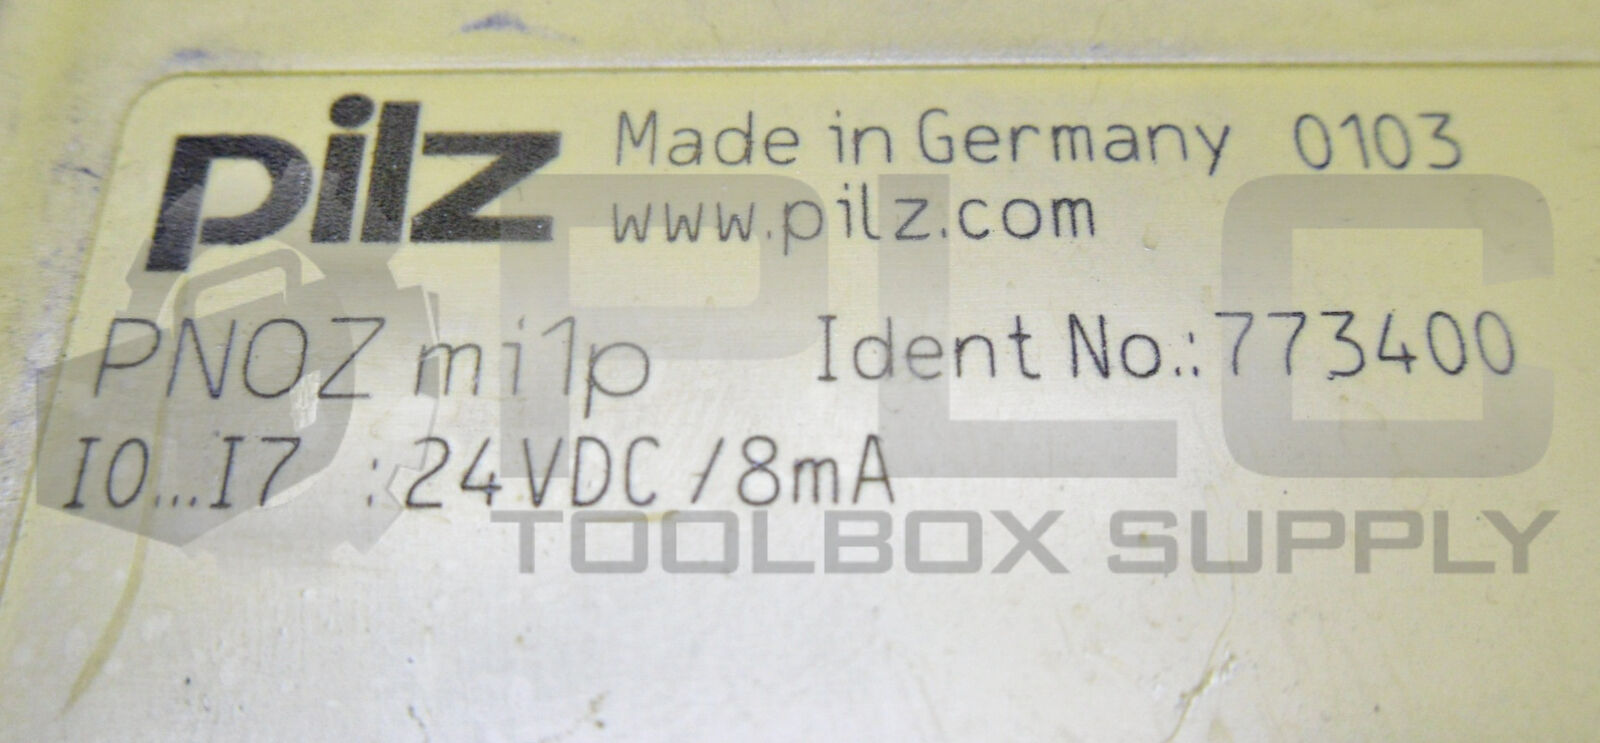 pilz Made in Germany 0103
www.pilz.com
PNOZ mi1p Ident No.:773400
I0...I7 :24VDC /8mA
PLC
TOOLBOX SUPPLY